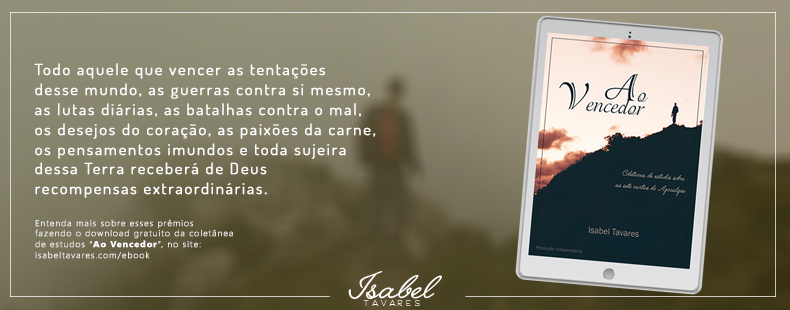 Todo aquele que vencer as tentações
desse mundo, as guerras contra si mesmo,
as lutas diárias, as batalhas contra o mal,
os desejos do coração, as paixões da carne,
os pensamentos imundos e toda sujeira
dessa Terra receberá de Deus
recompensas extraordinárias.
Entenda mais sobre esses prêmios
fazendo o download gratuito da coletânea
de estudos "Ao Vencedor", no site:
isabeltavares.com/ebook
Ao
Vencedor
Coletânea de estudos sobre
as sete cartas do Apocalipse
Isabel Tavares
Produção independente
Isabel
TAVARES